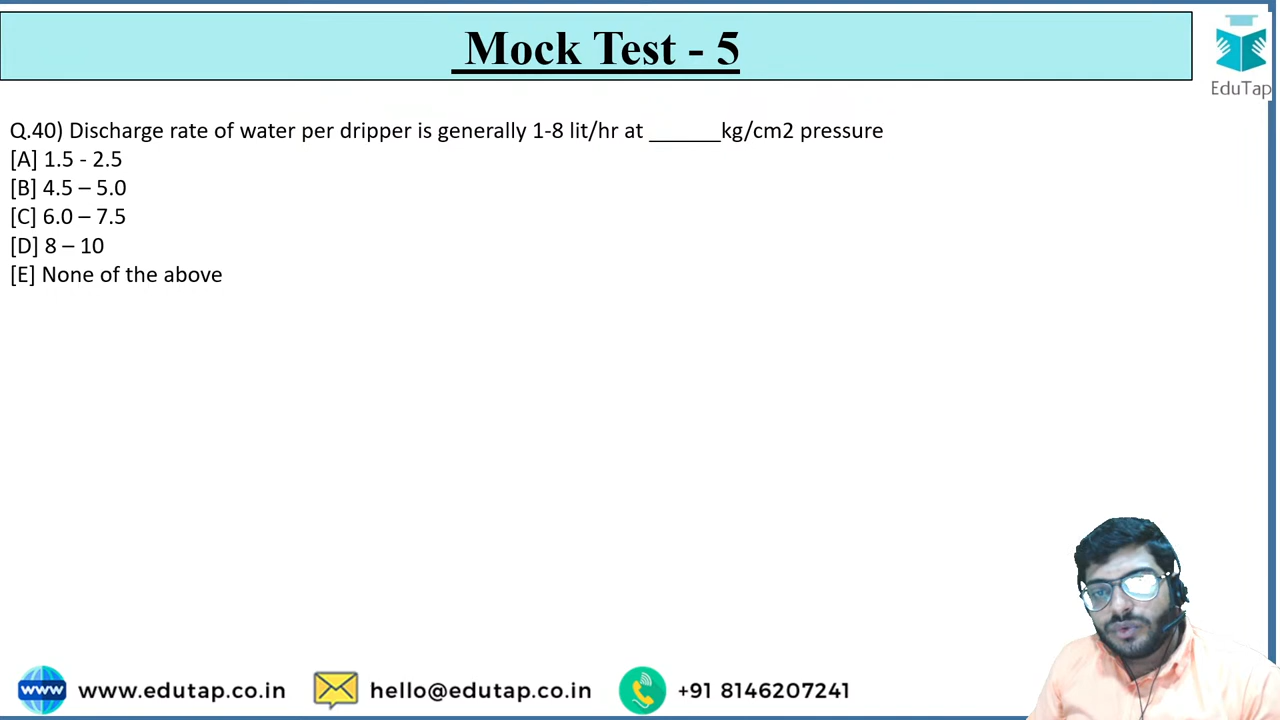 Mock Test - 5
EduTap
Q.40) Discharge rate of water per dripper is generally 1-8 lit/hr at ______kg/cm2 pressure
[A] 1.5 - 2.5
[B] 4.5 – 5.0
[C] 6.0 – 7.5
[D] 8 – 10
[E] None of the above
www www.edutap.co.in hello@edutap.co.in +91 8146207241